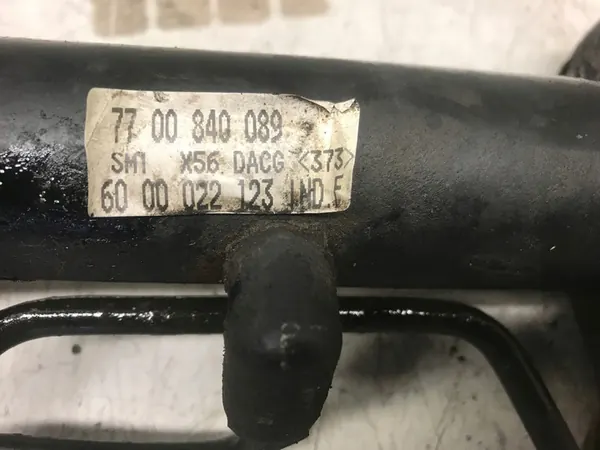 77 00 840 089
SM1 X56 DACG <373>
60 00 022 123 IND.F